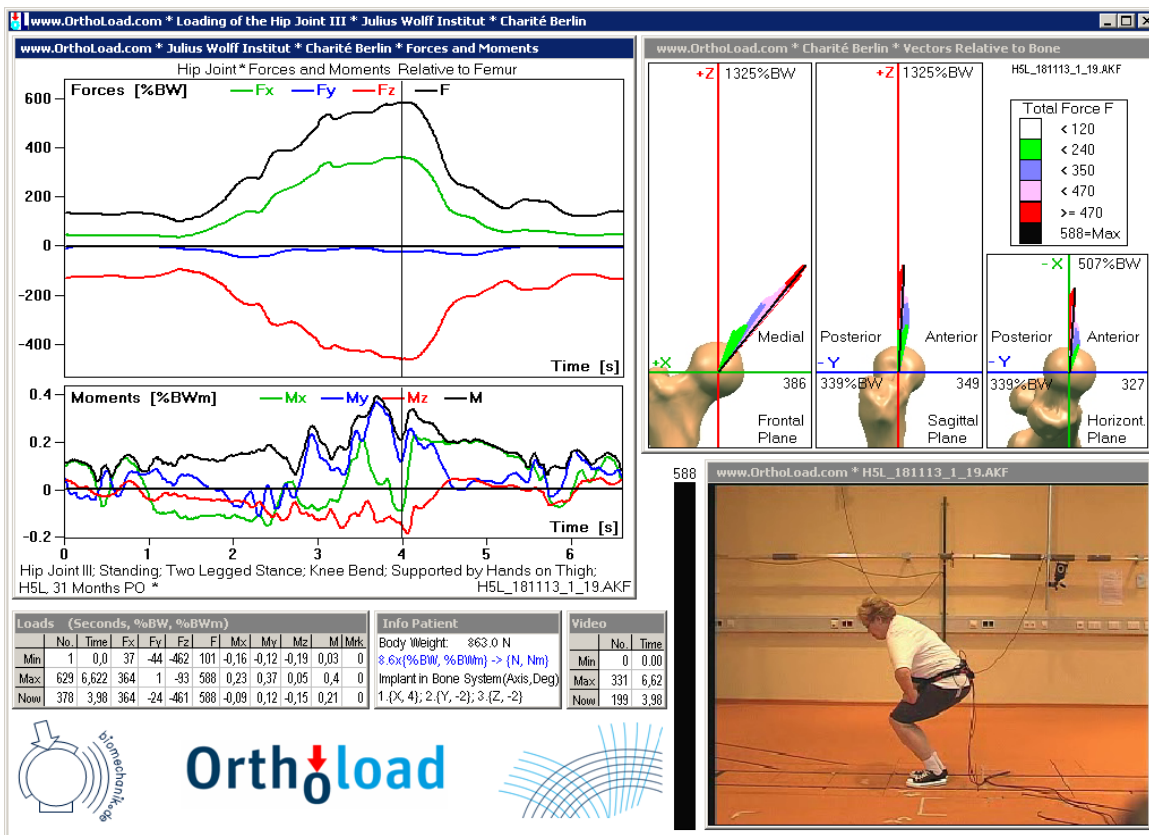 www.OrthoLoad.com * Loading of the Hip Joint III * Julius Wolff Institut * Charité Berlin
www.OrthoLoad.com * Julius Wolff Institut * Charité Berlin * Forces and Moments
Hip Joint * Forces and Moments Relative to Femur
Forces [%BW] Fx Fy Fz F
600
400
200
0
-200
-400
Time [s]
Moments [%BWm] Mx My Mz M
0.4
0.2
0
-0.2
Time [s]
0 1 2 3 4 5 6
Hip Joint III; Standing; Two Legged Stance; Knee Bend; Supported by Hands on Thigh;
H5L, 31 Months PO * H5L_181113_1_19.AKF
www.OrthoLoad.com * Charité Berlin * Vectors Relative to Bone
+Z 1325%BW
+X
Medial
386
Frontal
Plane
+Z 1325%BW
Posterior Anterior
-Y
339%BW 349
Sagittal
Plane
H5L_181113_1_19.AKF
Total Force F
< 120
< 240
< 350
< 470
>= 470
588=Max
-X 507%BW
Posterior Anterior
-Y
339%BW 327
Horizont.
Plane
Loads (Seconds, %BW, %BWm)
No. Time Fx Fy Fz F Mx My Mz M Mrk
Min 1 0,0 37 -44 -462 101 -0,16 -0,12 -0,19 0,03 0
Max 629 6,622 364 1 -93 588 0,23 0,37 0,05 0,4 0
Now 378 3,98 364 -24 -461 588 -0,09 0,12 -0,15 0,21 0
Info Patient
Body Weight: 863.0 N
8.6x{%BW, %BWm} -> {N, Nm}
Implant in Bone System(Axis,Deg)
1.{X, 4}; 2.{Y, -2}; 3.{Z, -2}
Video
No. Time
Min 0 0.00
Max 331 6,62
Now 199 3,98
588
www.OrthoLoad.com * H5L_181113_1_19.AKF
biomechanik.de
Orthoload